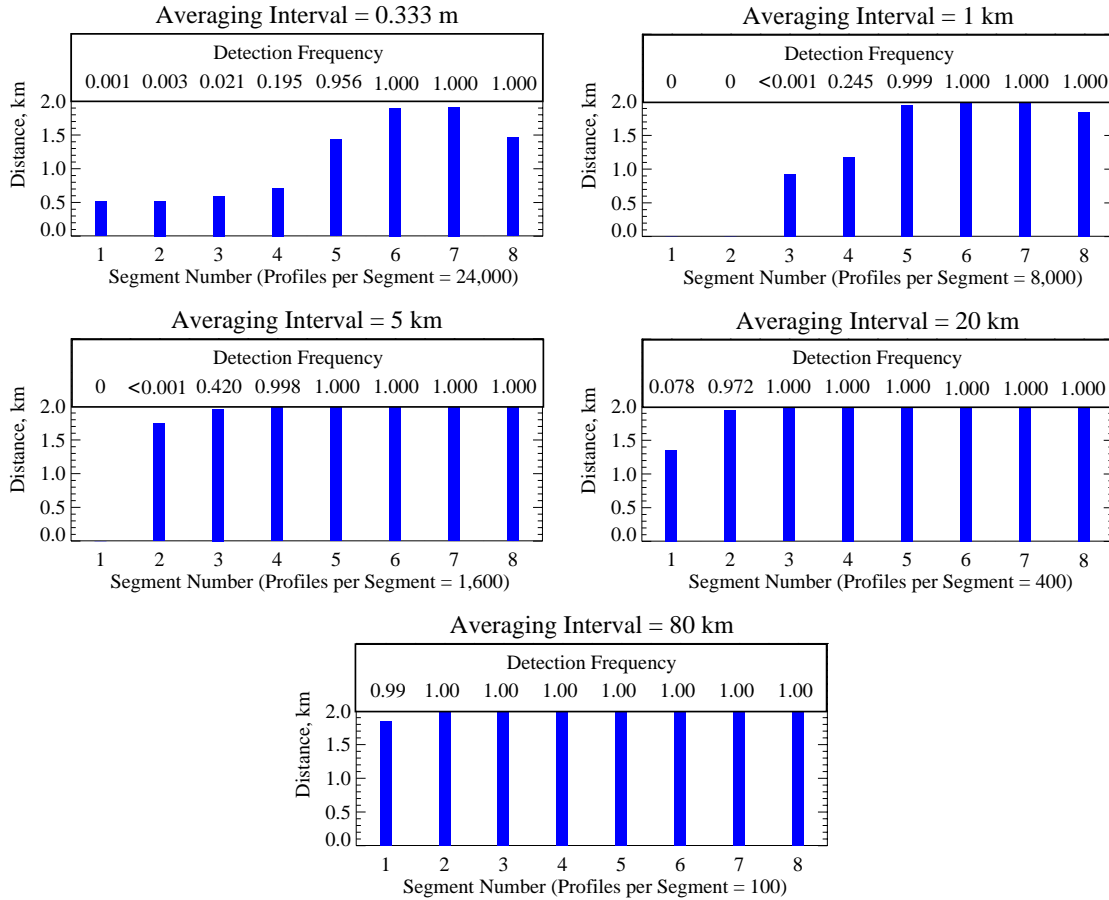 Averaging Interval = 0.333 m
Detection Frequency
0.001 0.003 0.021 0.195 0.956 1.000 1.000 1.000
Distance, km
2.0
1.5
1.0
0.5
0.0
1 2 3 4 5 6 7 8
Segment Number (Profiles per Segment = 24,000)
Averaging Interval = 1 km
Detection Frequency
0 0 <0.001 0.245 0.999 1.000 1.000 1.000
Distance, km
2.0
1.5
1.0
0.5
0.0
1 2 3 4 5 6 7 8
Segment Number (Profiles per Segment = 8,000)
Averaging Interval = 5 km
Detection Frequency
0 <0.001 0.420 0.998 1.000 1.000 1.000 1.000
Distance, km
2.0
1.5
1.0
0.5
0.0
1 2 3 4 5 6 7 8
Segment Number (Profiles per Segment = 1,600)
Averaging Interval = 20 km
Detection Frequency
0.078 0.972 1.000 1.000 1.000 1.000 1.000 1.000
Distance, km
2.0
1.5
1.0
0.5
0.0
1 2 3 4 5 6 7 8
Segment Number (Profiles per Segment = 400)
Averaging Interval = 80 km
Detection Frequency
0.99 1.00 1.00 1.00 1.00 1.00 1.00 1.00
Distance, km
2.0
1.5
1.0
0.5
0.0
1 2 3 4 5 6 7 8
Segment Number (Profiles per Segment = 100)